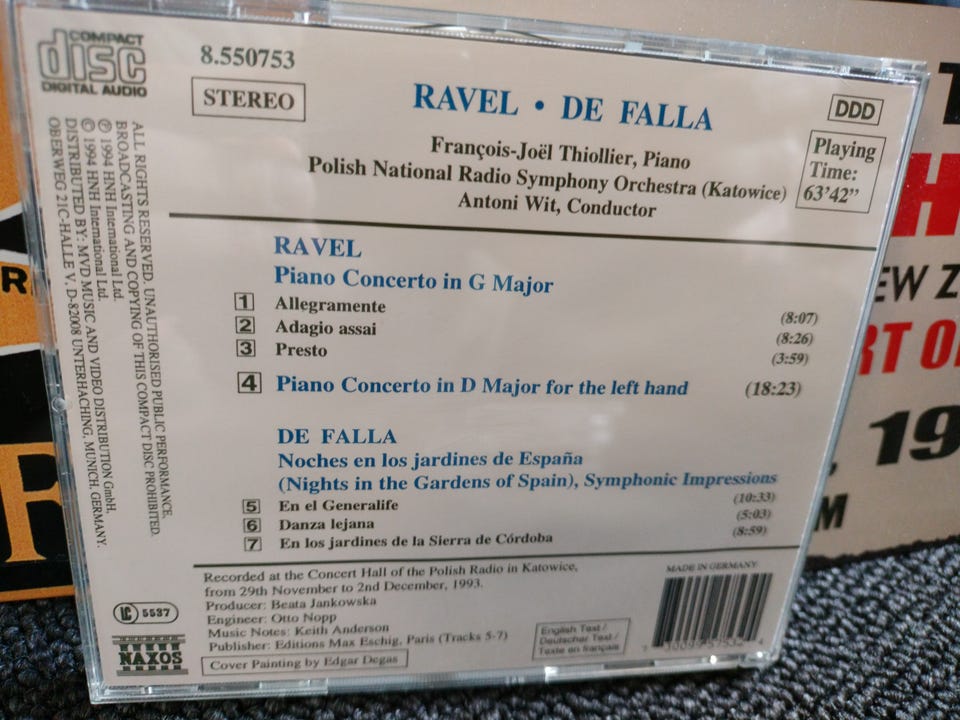 COMPACT
disc
DIGITAL AUDIO
8.550753
STEREO
RAVEL • DE FALLA
DDD
François-Joël Thiollier, Piano
Polish National Radio Symphony Orchestra (Katowice)
Antoni Wit, Conductor
Playing
Time:
63'42"
RAVEL
Piano Concerto in G Major
1 Allegramente (8:07)
2 Adagio assai (8:26)
3 Presto (3:59)
4 Piano Concerto in D Major for the left hand (18:23)
DE FALLA
Noches en los jardines de España
(Nights in the Gardens of Spain), Symphonic Impressions
5 En el Generalife (10:33)
6 Danza lejana (5:03)
7 En los jardines de la Sierra de Córdoba (8:59)
Recorded at the Concert Hall of the Polish Radio in Katowice,
from 29th November to 2nd December, 1993.
Producer: Beata Jankowska
Engineer: Otto Nopp
Music Notes: Keith Anderson
Publisher: Editions Max Eschig, Paris (Tracks 5-7)
Cover Painting by Edgar Degas
English Text /
Deutscher Text /
Texte en français
MADE IN GERMANY
LC 5537
NAXOS
ALL RIGHTS RESERVED. UNAUTHORISED PUBLIC PERFORMANCE,
BROADCASTING AND COPYING OF THIS COMPACT DISC PROHIBITED.
℗ 1994 HNH International Ltd.
© 1994 HNH International Ltd.
DISTRIBUTED BY: MVD MUSIC AND VIDEO DISTRIBUTION GmbH,
OBERWEG 21C-HALLE V, D-82008 UNTERHACHING, MUNICH, GERMANY.
EW Z
RT O
19
M
R